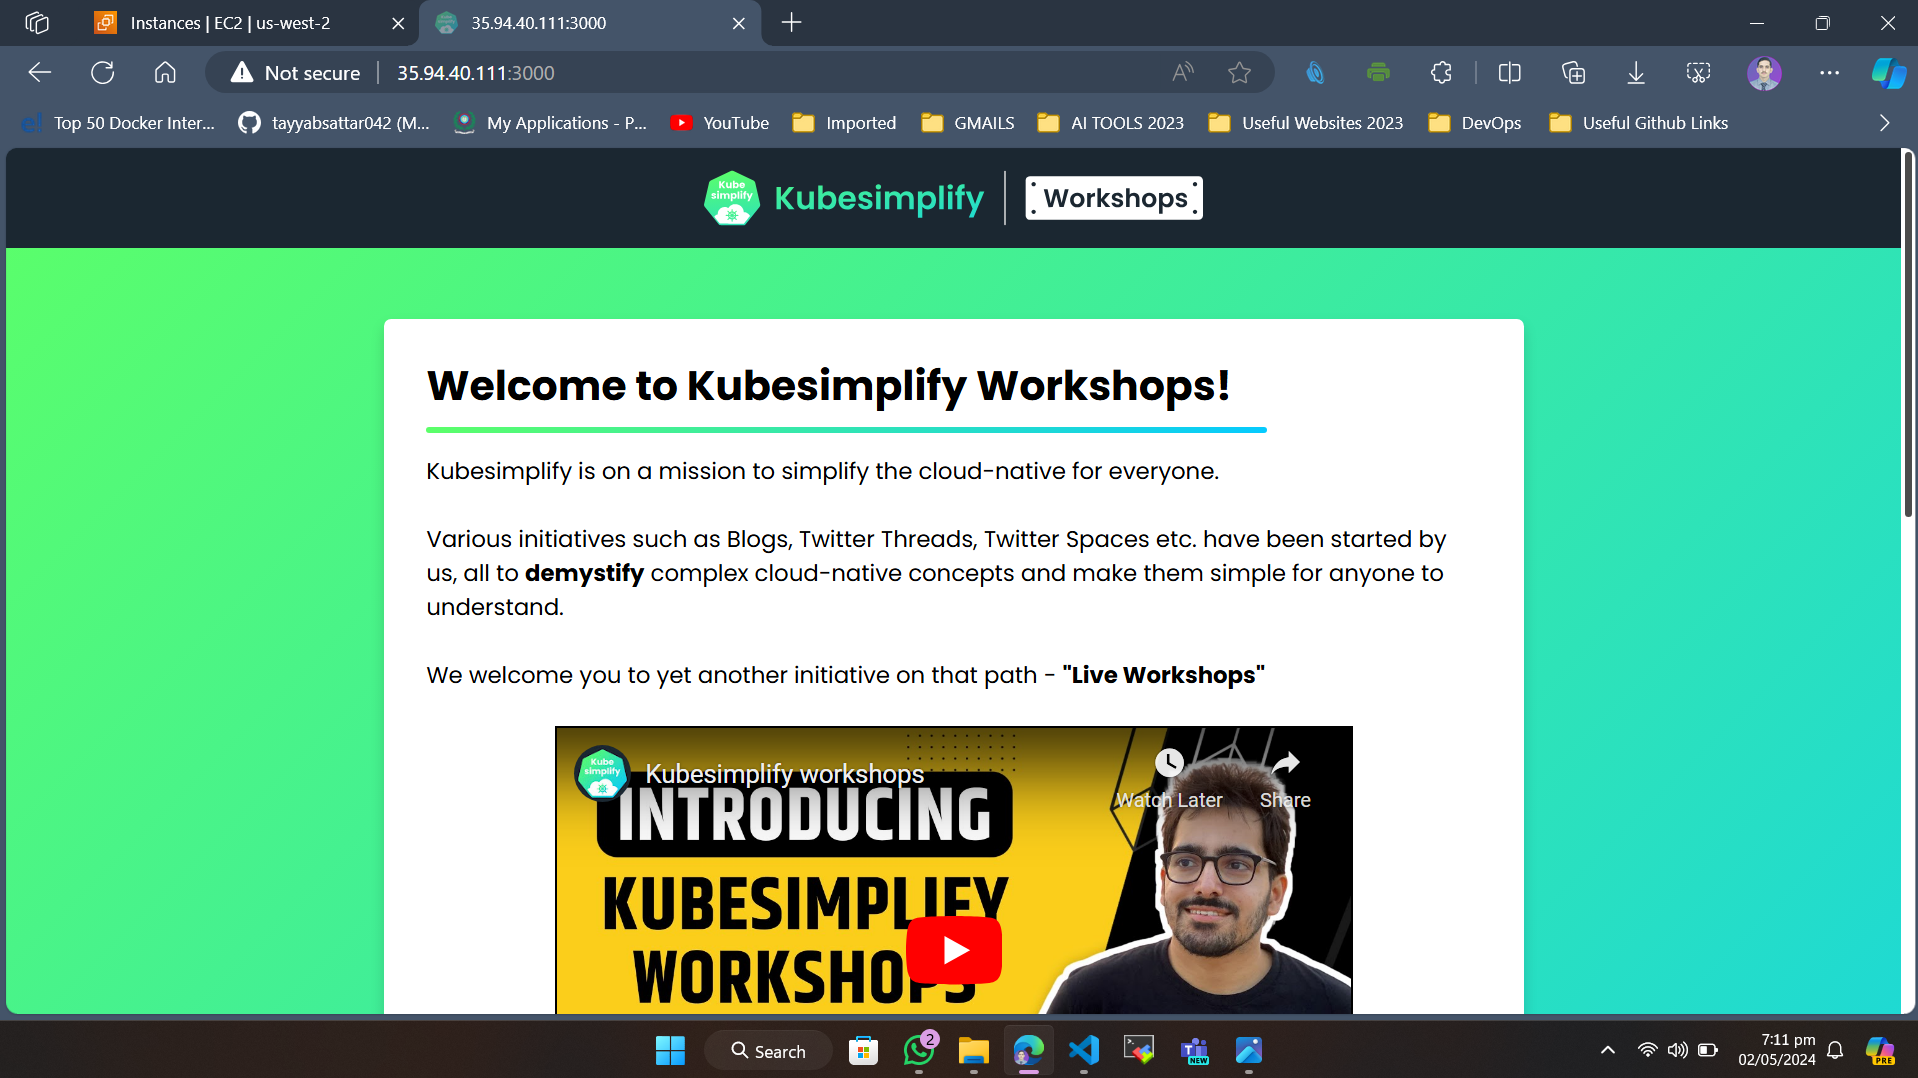 Instances | EC2 | us-west-2
35.94.40.111:3000
Not secure
35.94.40.111:3000
Top 50 Docker Inter...
tayyabsattar042 (M...
My Applications - P...
YouTube
Imported
GMAILS
AI TOOLS 2023
Useful Websites 2023
DevOps
Useful Github Links
Kube
simplify
Kubesimplify
Workshops
Welcome to Kubesimplify Workshops!
Kubesimplify is on a mission to simplify the cloud-native for everyone.
Various initiatives such as Blogs, Twitter Threads, Twitter Spaces etc. have been started by
us, all to demystify complex cloud-native concepts and make them simple for anyone to
understand.
We welcome you to yet another initiative on that path - "Live Workshops"
Kube
simplify
Kubesimplify workshops
Watch Later
Share
INTRODUCING
KUBESIMPLIFY
WORKSHOPS
Search
2
NEW
7:11 pm
02/05/2024
PRE